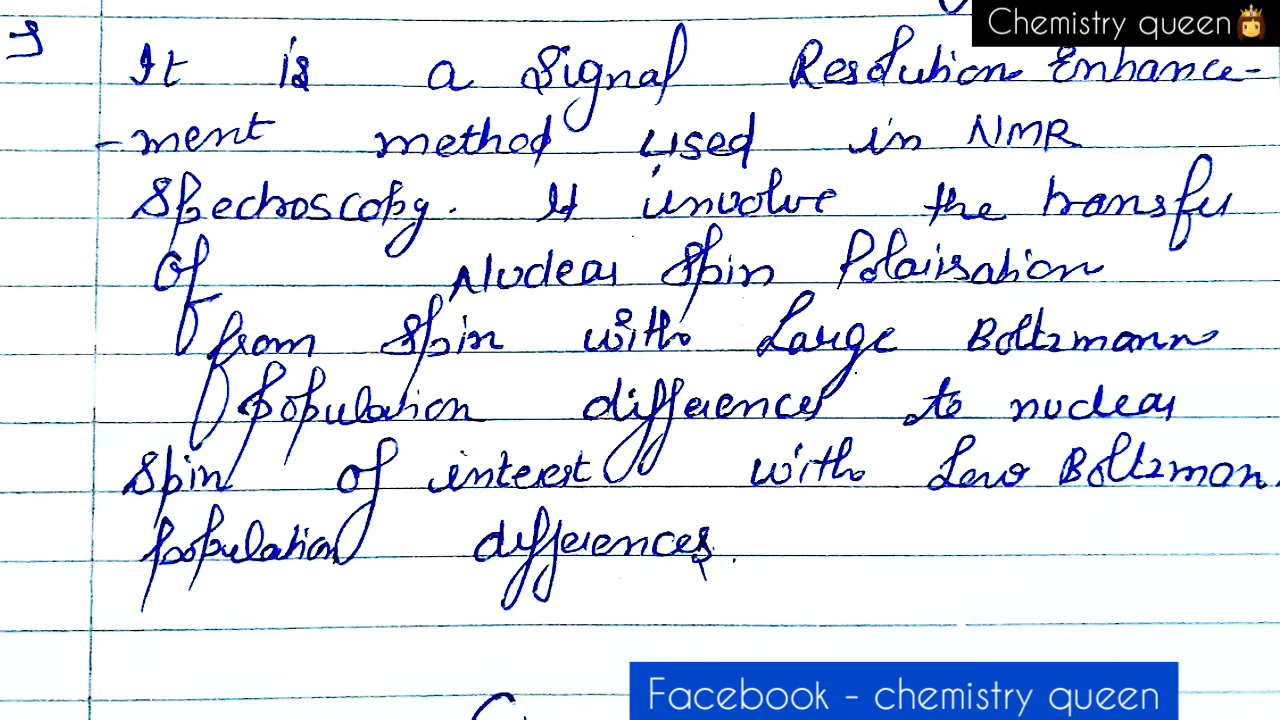 Chemistry queen
It is a Signal Resolution Enhance-
-ment method used in NMR
Spectroscopy. It involve the transfer
of Nuclear Spin Polarisation
from Spin with Large Boltzmann
population differences to nuclear
Spin of interest with Low Boltzman
population differences.
Facebook - chemistry queen